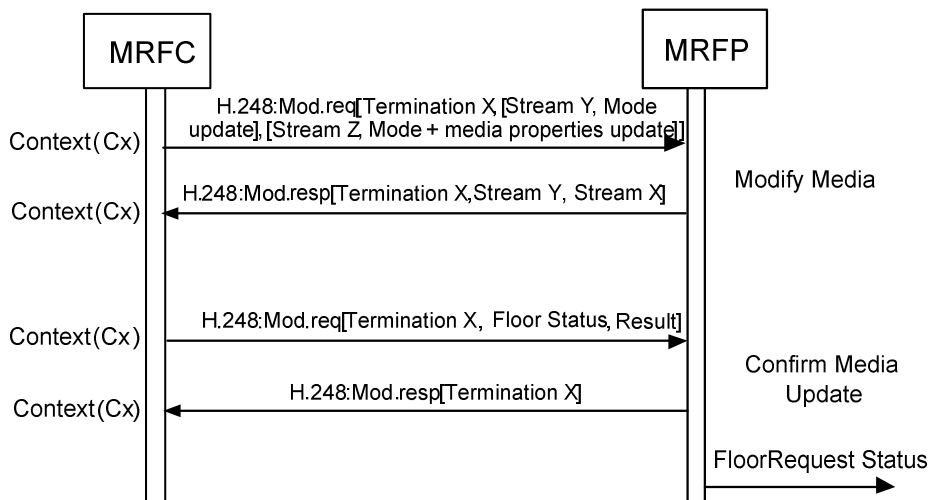 MRFC
MRFP
H.248:Mod.req[Termination X, [Stream Y, Mode
update], [Stream Z, Mode + media properties update]]
Context(Cx)
Modify Media
H.248:Mod.resp[Termination X,Stream Y, Stream X]
Context(Cx)
H.248:Mod.req[Termination X, Floor Status, Result]
Context(Cx)
Confirm Media
Update
H.248:Mod.resp[Termination X]
Context(Cx)
FloorRequest Status